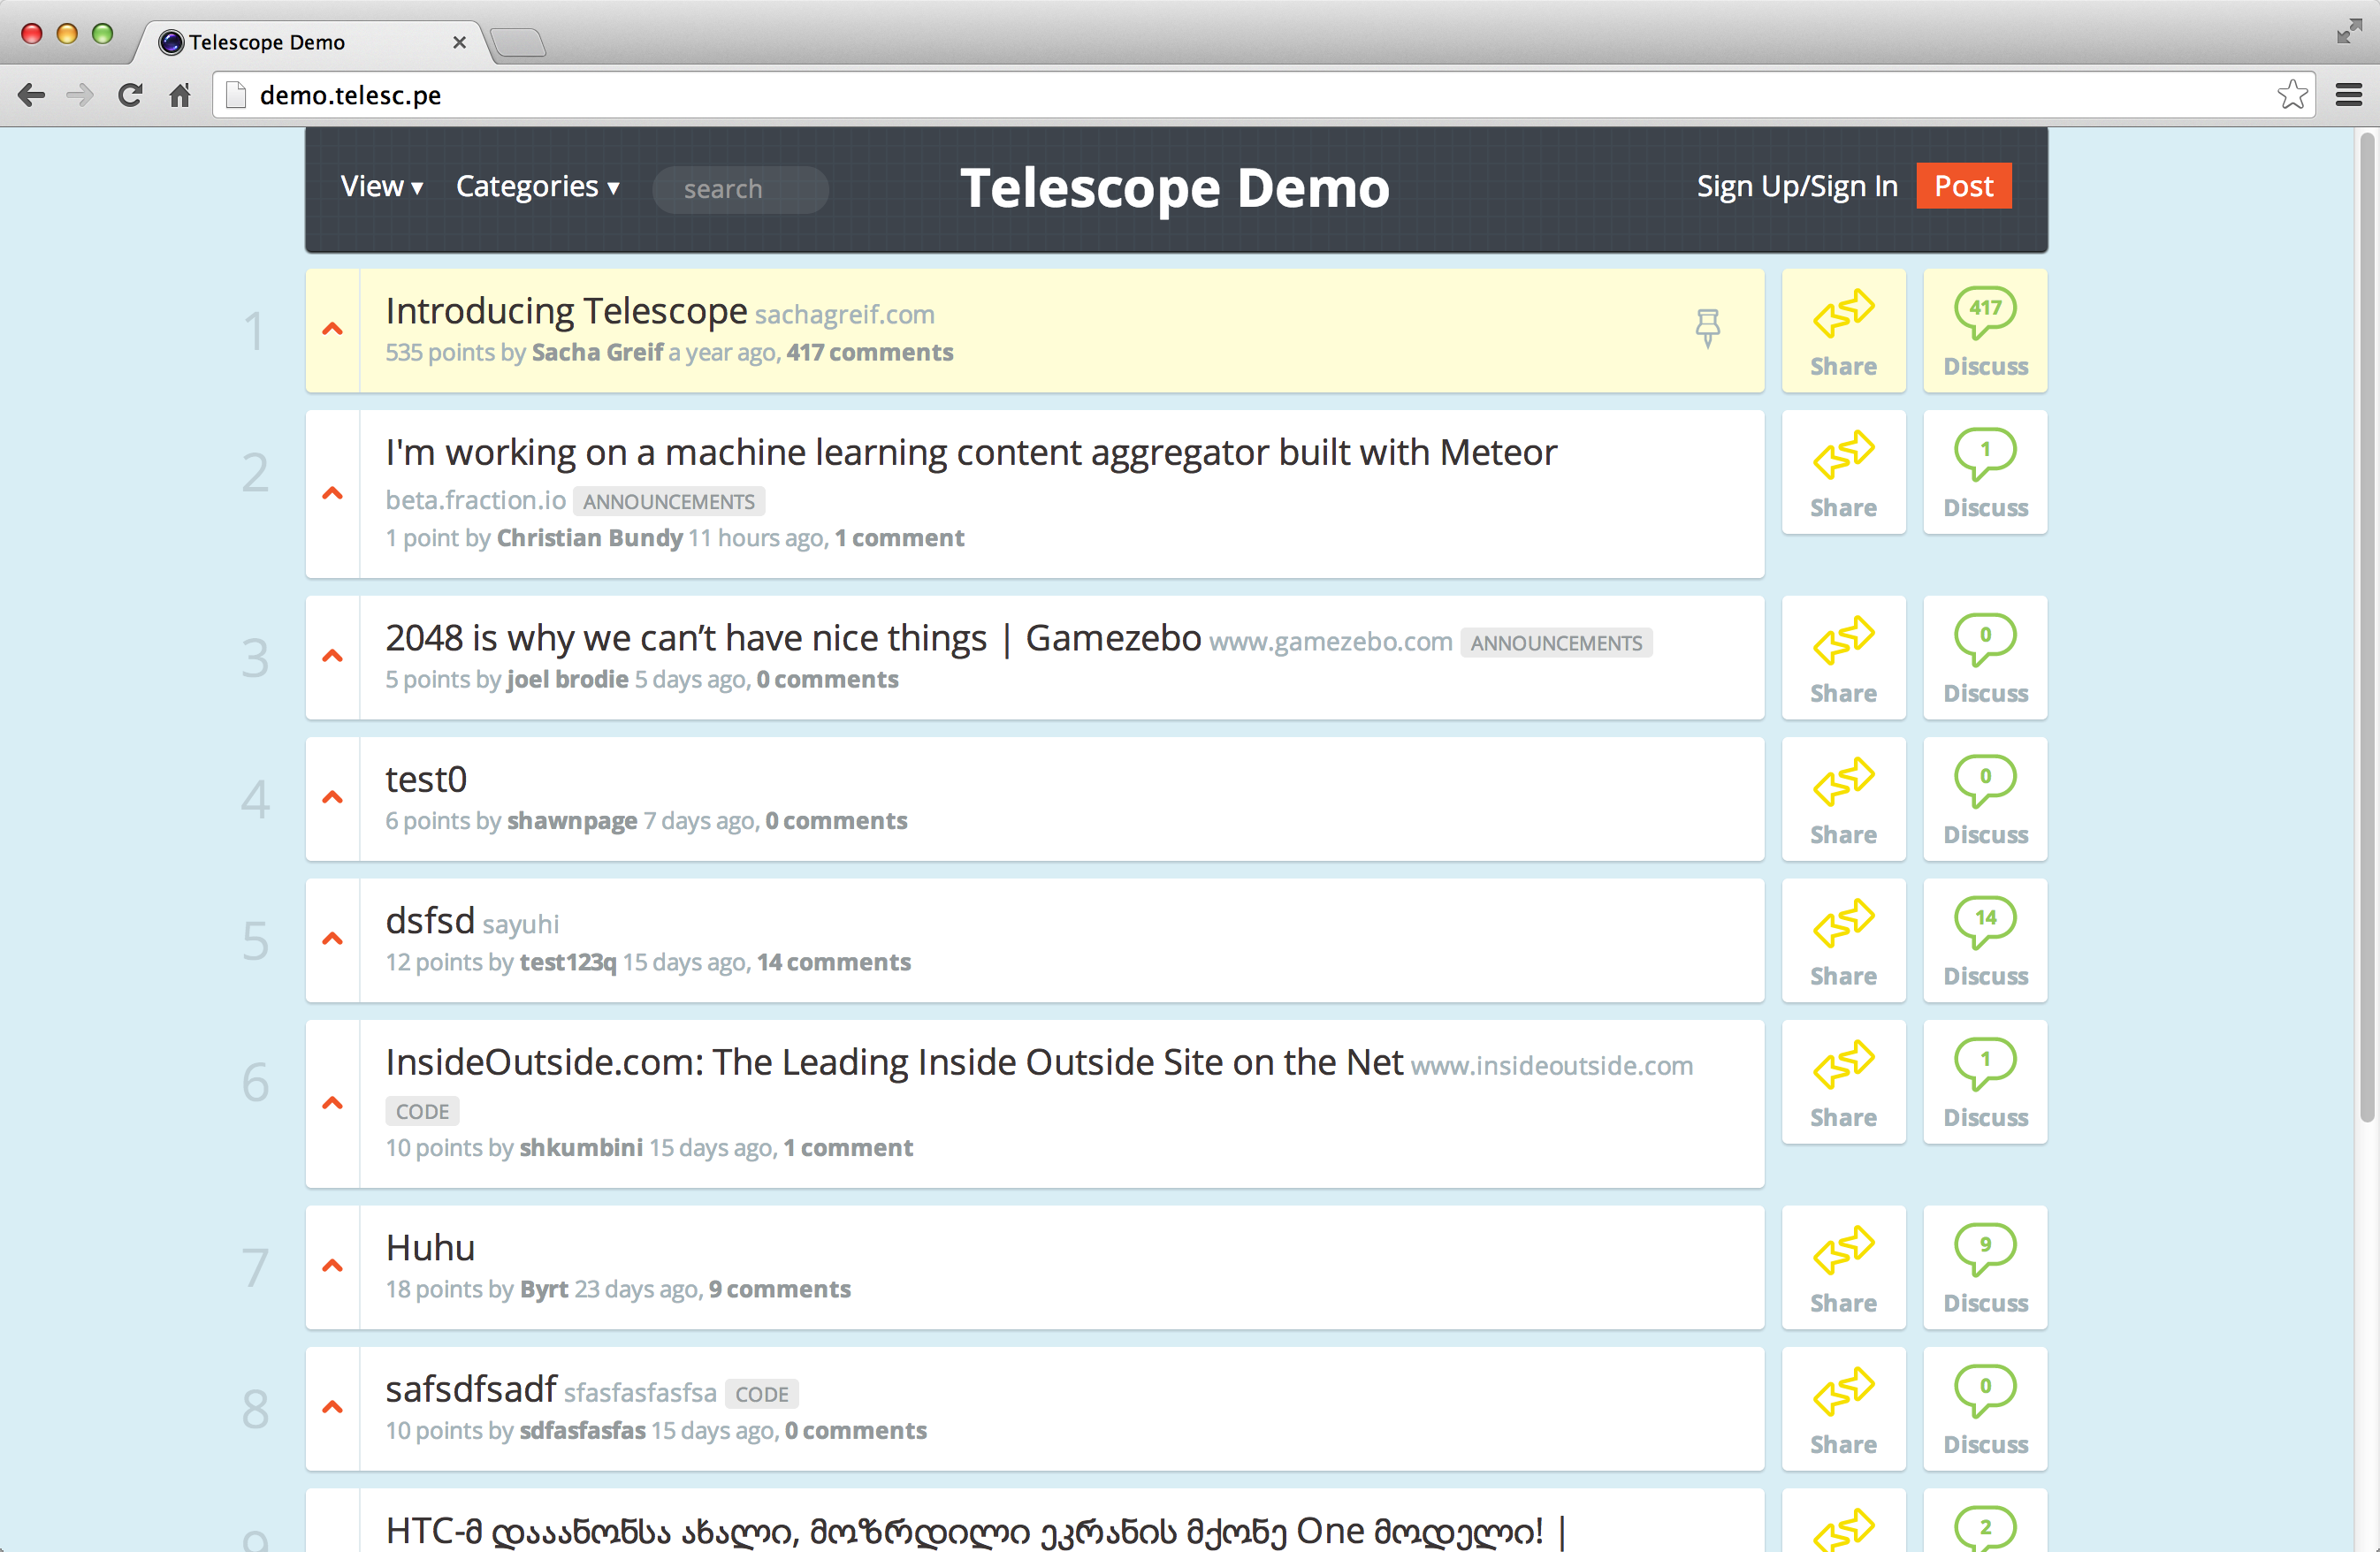 Telescope Demo
demo.telesc.pe
View ▾ Categories ▾ search Telescope Demo Sign Up/Sign In Post
1
Introducing Telescope sachagreif.com
535 points by Sacha Greif a year ago, 417 comments
Share
417
Discuss
2
I'm working on a machine learning content aggregator built with Meteor
beta.fraction.io ANNOUNCEMENTS
1 point by Christian Bundy 11 hours ago, 1 comment
Share
1
Discuss
3
2048 is why we can’t have nice things | Gamezebo www.gamezebo.com ANNOUNCEMENTS
5 points by joel brodie 5 days ago, 0 comments
Share
0
Discuss
4
test0
6 points by shawnpage 7 days ago, 0 comments
Share
0
Discuss
5
dsfsd sayuhi
12 points by test123q 15 days ago, 14 comments
Share
14
Discuss
6
InsideOutside.com: The Leading Inside Outside Site on the Net www.insideoutside.com
CODE
10 points by shkumbini 15 days ago, 1 comment
Share
1
Discuss
7
Huhu
18 points by Byrt 23 days ago, 9 comments
Share
9
Discuss
8
safsdfsadf sfasfasfasfsa CODE
10 points by sdfasfasfas 15 days ago, 0 comments
Share
0
Discuss
9
HTC-მ დააანონსა ახალი, მოზრდილი ეკრანის მქონე One მოდელი! |
2